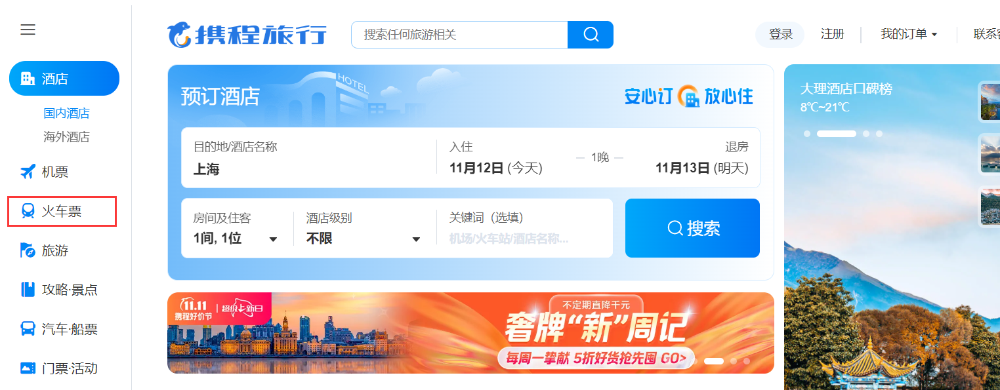 携程旅行
搜索任何旅游相关
登录
注册
我的订单
联系客
酒店
国内酒店
海外酒店
机票
火车票
旅游
攻略·景点
汽车·船票
门票·活动
预订酒店
HOTEL
安心订 放心住
目的地/酒店名称
上海
入住
11月12日 (今天)
1晚
退房
11月13日 (明天)
房间及住客
1间, 1位
酒店级别
不限
关键词（选填）
机场/火车站/酒店名称...
搜索
11.11
携程好价节
超级上新日
不定期直降千元
奢牌“新”周记
每周一挚献 5折好货抢先囤 GO>
大理酒店口碑榜
8℃~21℃